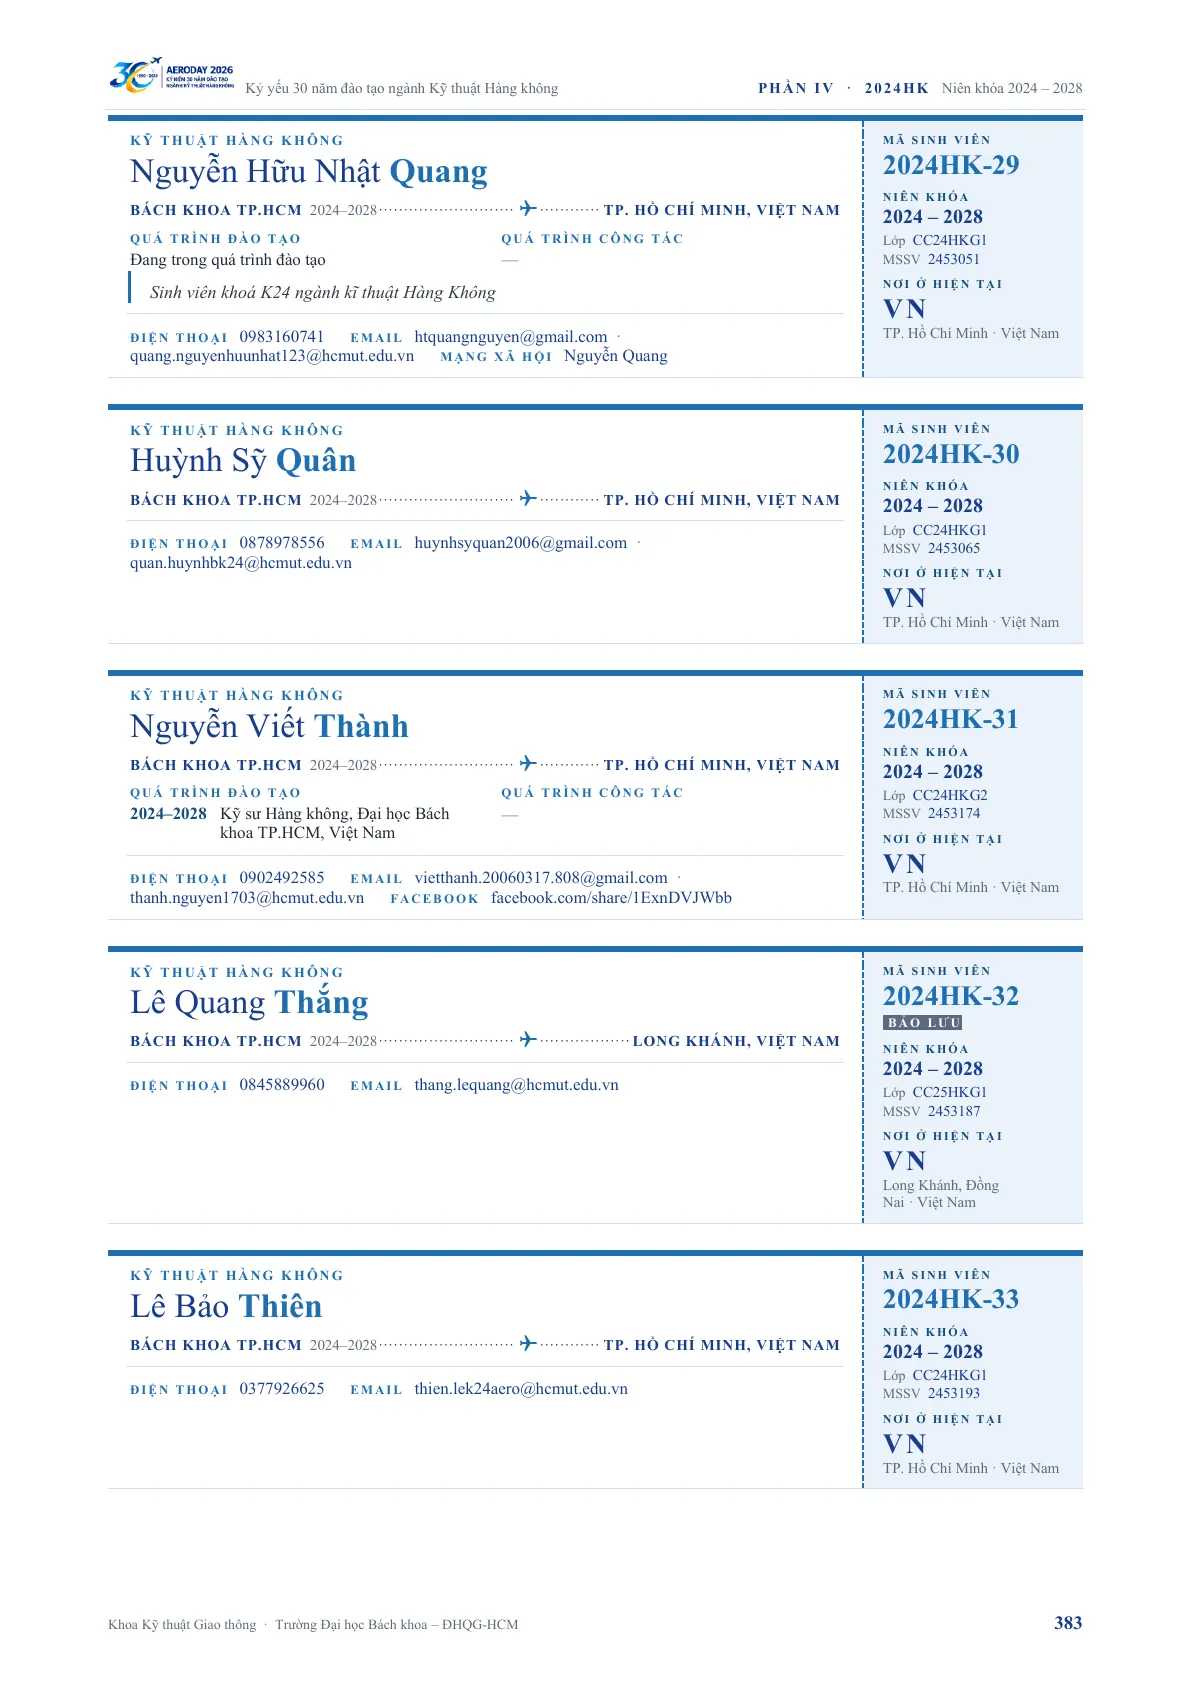 30
1996 - 2026
AERODAY 2026
KỶ NIỆM 30 NĂM ĐÀO TẠO
NGÀNH KỸ THUẬT HÀNG KHÔNG
Kỷ yếu 30 năm đào tạo ngành Kỹ thuật Hàng không
PHẦN IV · 2024HK Niên khóa 2024 – 2028
KỸ THUẬT HÀNG KHÔNG
Nguyễn Hữu Nhật Quang
BÁCH KHOA TP.HCM 2024–2028 TP. HỒ CHÍ MINH, VIỆT NAM
QUÁ TRÌNH ĐÀO TẠO
Đang trong quá trình đào tạo
QUÁ TRÌNH CÔNG TÁC
—
Sinh viên khoá K24 ngành kĩ thuật Hàng Không
ĐIỆN THOẠI 0983160741 EMAIL htquangnguyen@gmail.com ·
quang.nguyenhuunhat123@hcmut.edu.vn MẠNG XÃ HỘI Nguyễn Quang
MÃ SINH VIÊN
2024HK-29
NIÊN KHÓA
2024 – 2028
Lớp CC24HKG1
MSSV 2453051
NƠI Ở HIỆN TẠI
VN
TP. Hồ Chí Minh · Việt Nam
KỸ THUẬT HÀNG KHÔNG
Huỳnh Sỹ Quân
BÁCH KHOA TP.HCM 2024–2028 TP. HỒ CHÍ MINH, VIỆT NAM
ĐIỆN THOẠI 0878978556 EMAIL huynhsyquan2006@gmail.com ·
quan.huynhbk24@hcmut.edu.vn
MÃ SINH VIÊN
2024HK-30
NIÊN KHÓA
2024 – 2028
Lớp CC24HKG1
MSSV 2453065
NƠI Ở HIỆN TẠI
VN
TP. Hồ Chí Minh · Việt Nam
KỸ THUẬT HÀNG KHÔNG
Nguyễn Viết Thành
BÁCH KHOA TP.HCM 2024–2028 TP. HỒ CHÍ MINH, VIỆT NAM
QUÁ TRÌNH ĐÀO TẠO
2024–2028 Kỹ sư Hàng không, Đại học Bách
khoa TP.HCM, Việt Nam
QUÁ TRÌNH CÔNG TÁC
—
ĐIỆN THOẠI 0902492585 EMAIL vietthanh.20060317.808@gmail.com ·
thanh.nguyen1703@hcmut.edu.vn FACEBOOK facebook.com/share/1ExnDVJWbb
MÃ SINH VIÊN
2024HK-31
NIÊN KHÓA
2024 – 2028
Lớp CC24HKG2
MSSV 2453174
NƠI Ở HIỆN TẠI
VN
TP. Hồ Chí Minh · Việt Nam
KỸ THUẬT HÀNG KHÔNG
Lê Quang Thắng
BÁCH KHOA TP.HCM 2024–2028 LONG KHÁNH, VIỆT NAM
ĐIỆN THOẠI 0845889960 EMAIL thang.lequang@hcmut.edu.vn
MÃ SINH VIÊN
2024HK-32
BẢO LƯU
NIÊN KHÓA
2024 – 2028
Lớp CC25HKG1
MSSV 2453187
NƠI Ở HIỆN TẠI
VN
Long Khánh, Đồng
Nai · Việt Nam
KỸ THUẬT HÀNG KHÔNG
Lê Bảo Thiên
BÁCH KHOA TP.HCM 2024–2028 TP. HỒ CHÍ MINH, VIỆT NAM
ĐIỆN THOẠI 0377926625 EMAIL thien.lek24aero@hcmut.edu.vn
MÃ SINH VIÊN
2024HK-33
NIÊN KHÓA
2024 – 2028
Lớp CC24HKG1
MSSV 2453193
NƠI Ở HIỆN TẠI
VN
TP. Hồ Chí Minh · Việt Nam
Khoa Kỹ thuật Giao thông · Trường Đại học Bách khoa – ĐHQG-HCM
383